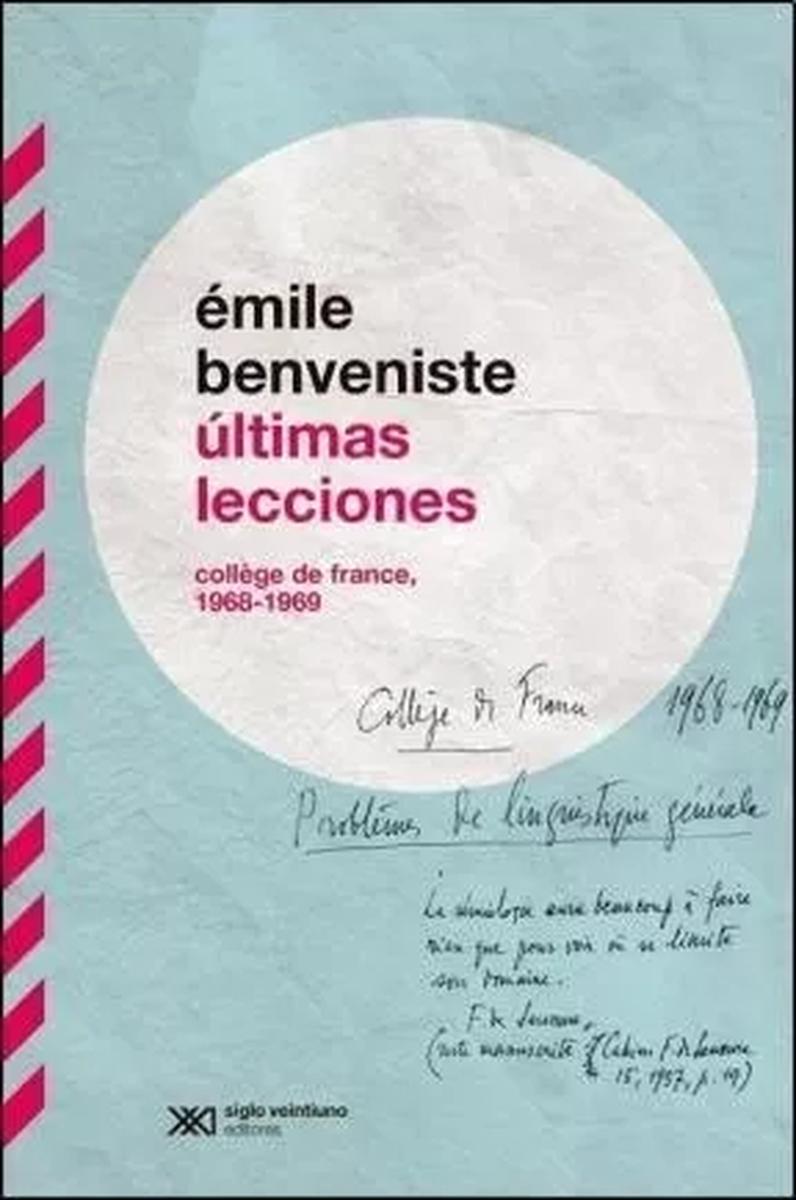 émile
benveniste
últimas
lecciones
collège de france,
1968-1969
Collège de France 1968-1969
Problèmes de linguistique générale
La sémiologie aura beaucoup à faire
rien que pour voir où se limite
son domaine.
F. de Saussure,
(note manuscrite Cahiers F. de Saussure
15, 1957, p. 19)
siglo veintiuno
editores